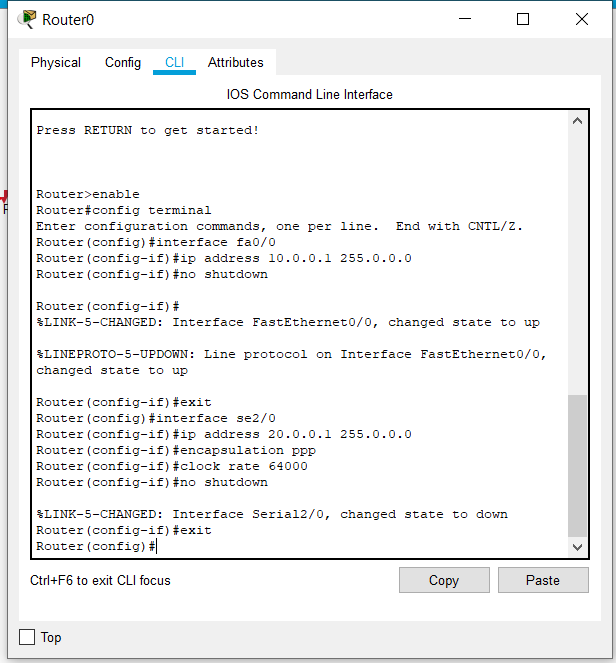 Router0
Physical Config CLI Attributes
IOS Command Line Interface
Press RETURN to get started!
Router>enable
Router#config terminal
Enter configuration commands, one per line.  End with CNTL/Z.
Router(config)#interface fa0/0
Router(config-if)#ip address 10.0.0.1 255.0.0.0
Router(config-if)#no shutdown
Router(config-if)#
%LINK-5-CHANGED: Interface FastEthernet0/0, changed state to up
%LINEPROTO-5-UPDOWN: Line protocol on Interface FastEthernet0/0,
changed state to up
Router(config-if)#exit
Router(config)#interface se2/0
Router(config-if)#ip address 20.0.0.1 255.0.0.0
Router(config-if)#encapsulation ppp
Router(config-if)#clock rate 64000
Router(config-if)#no shutdown
%LINK-5-CHANGED: Interface Serial2/0, changed state to down
Router(config-if)#exit
Router(config)#
Ctrl+F6 to exit CLI focus
Copy Paste
Top